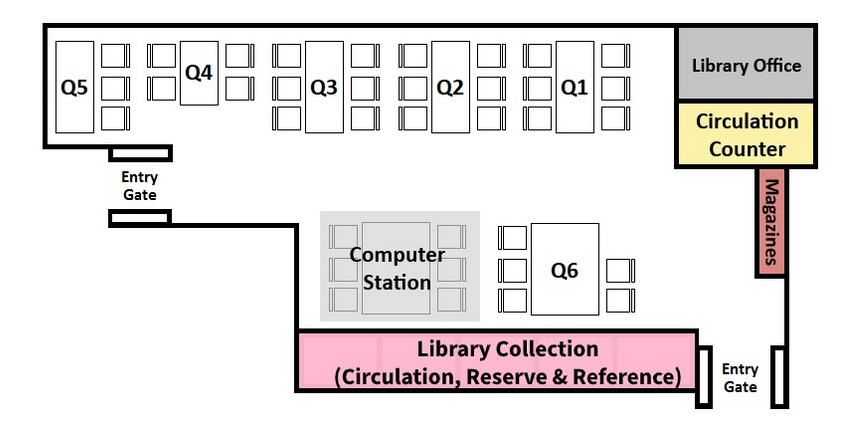 Q5
Q4
Q3
Q2
Q1
Library Office
Circulation
Counter
Entry
Gate
Magazines
Computer
Station
Q6
Library Collection
(Circulation, Reserve & Reference)
Entry
Gate